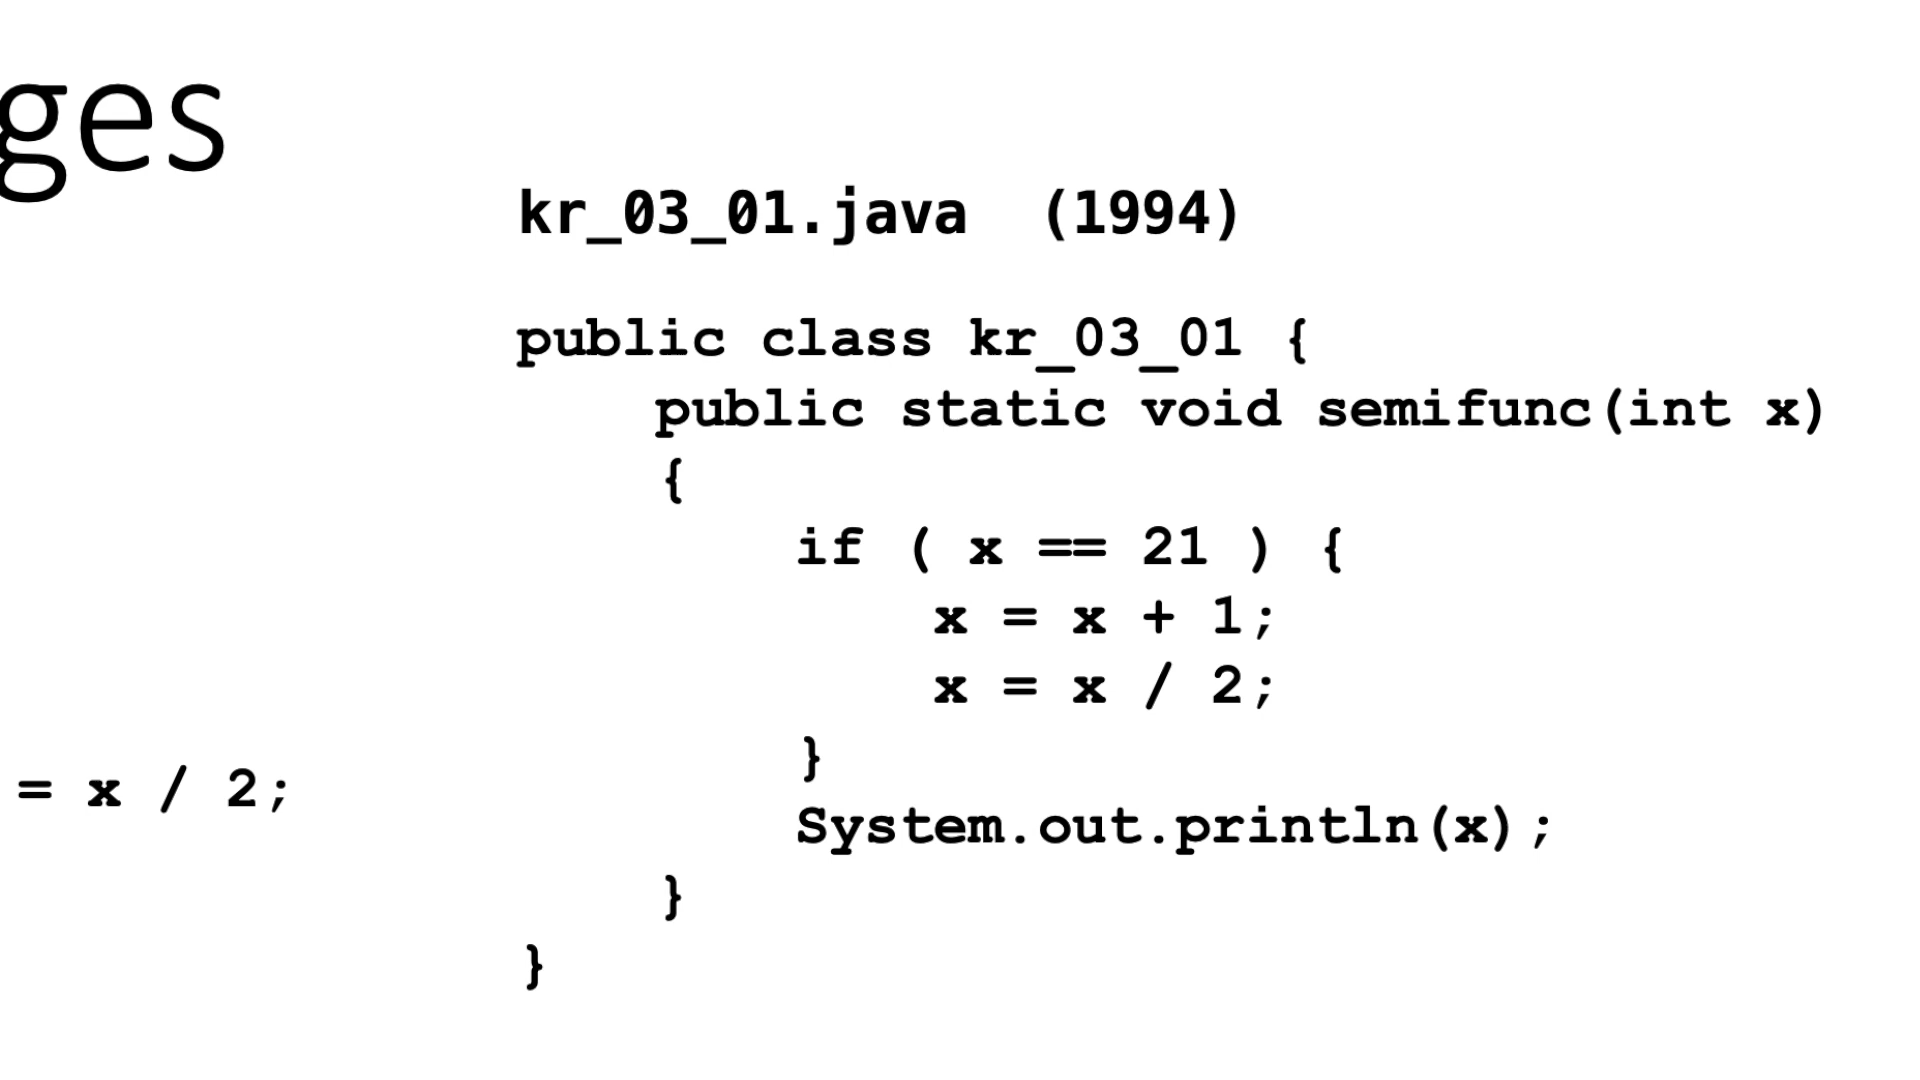 ges
kr_03_01.java (1994)
public class kr_03_01 {
public static void semifunc(int x)
{
if ( x == 21 ) {
x = x + 1;
x = x / 2;
}
= x / 2;
System.out.println(x);
}
}